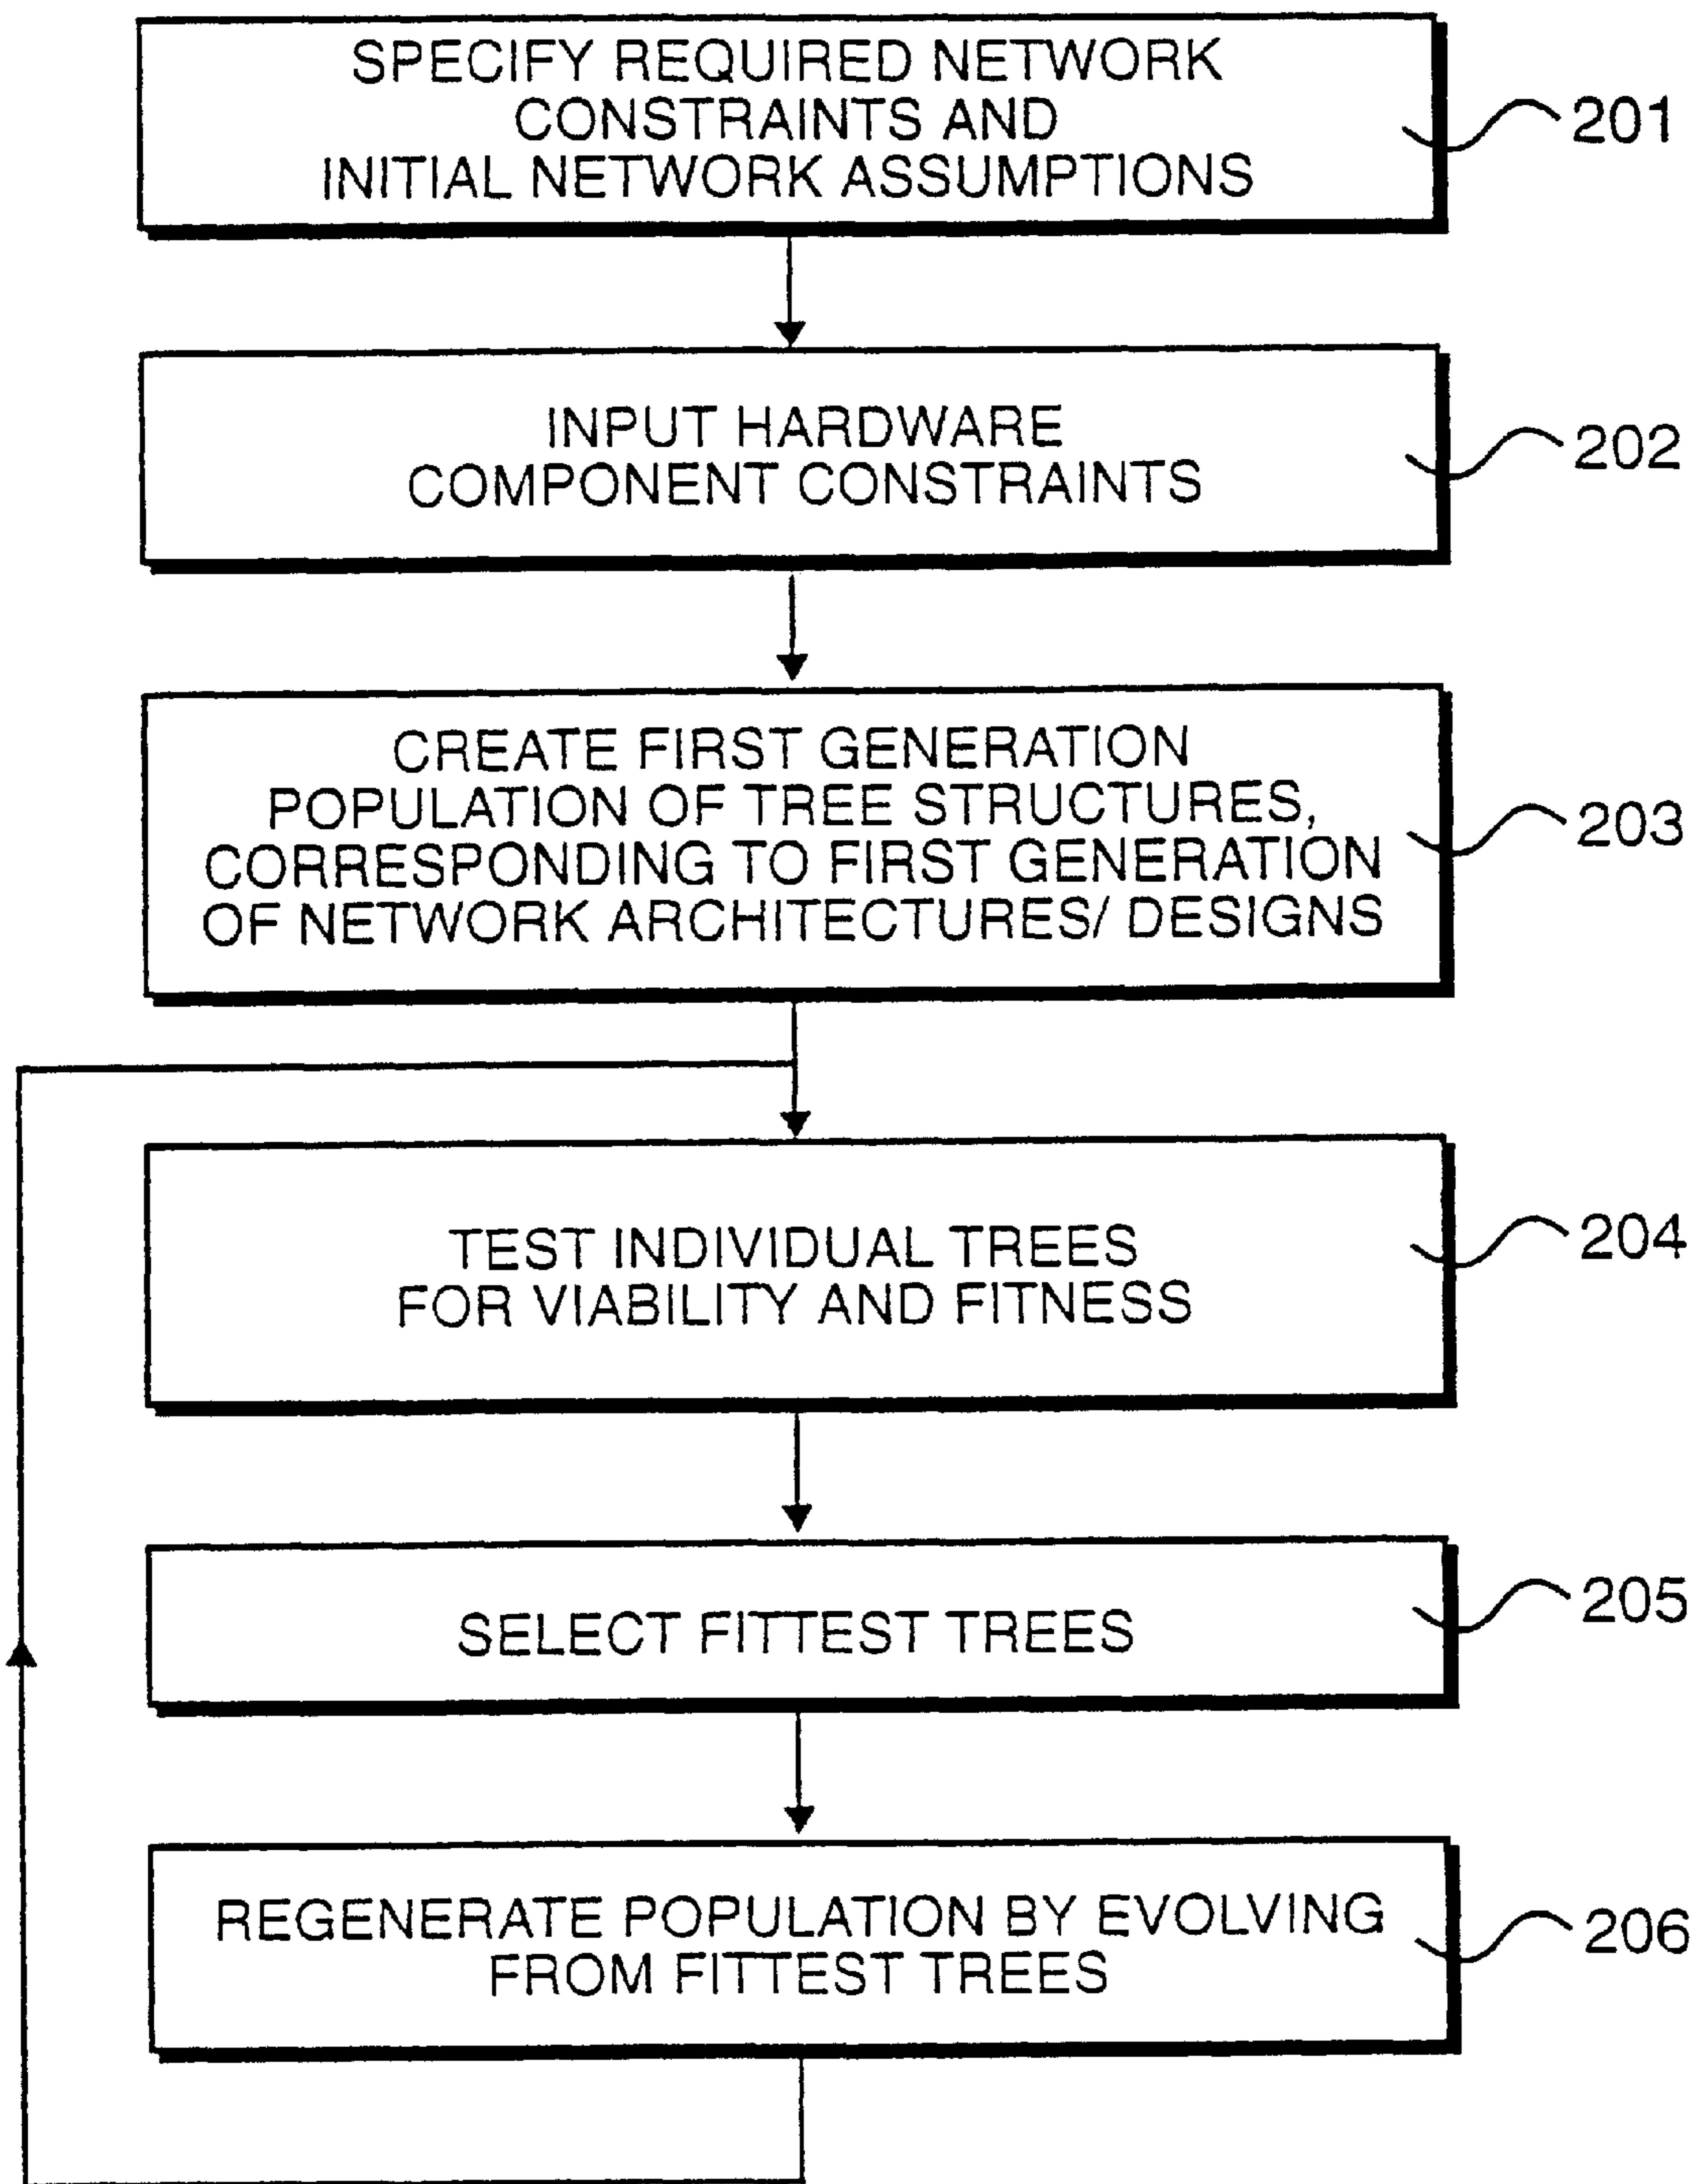 SPECIFY REQUIRED NETWORK
CONSTRAINTS AND
INITIAL NETWORK ASSUMPTIONS
201
INPUT HARDWARE
COMPONENT CONSTRAINTS
202
CREATE FIRST GENERATION
POPULATION OF TREE STRUCTURES,
CORRESPONDING TO FIRST GENERATION
OF NETWORK ARCHITECTURES/ DESIGNS
203
TEST INDIVIDUAL TREES
FOR VIABILITY AND FITNESS
204
SELECT FITTEST TREES
205
REGENERATE POPULATION BY EVOLVING
FROM FITTEST TREES
206